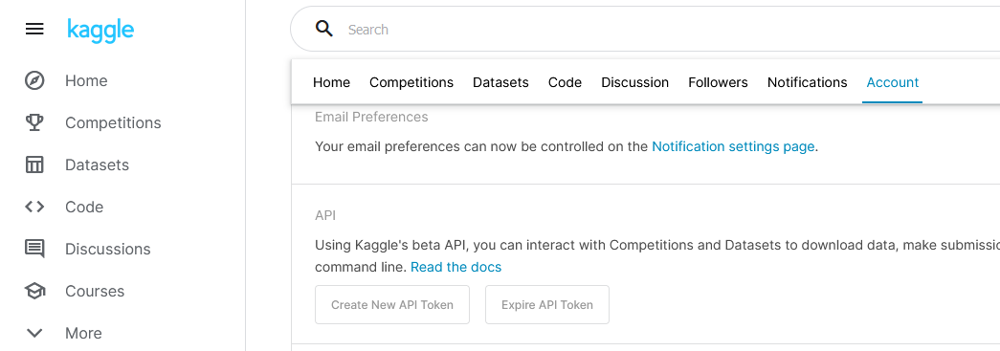 kaggle
Search
Home
Competitions
Datasets
Code
Discussions
Courses
More
Home Competitions Datasets Code Discussion Followers Notifications Account
Email Preferences
Your email preferences can now be controlled on the Notification settings page.
API
Using Kaggle's beta API, you can interact with Competitions and Datasets to download data, make
command line. Read the docs
Create New API Token Expire API Token